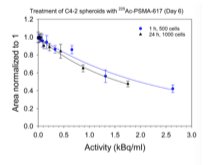 Treatment of C4-2 spheroids with ²²⁵Ac-PSMA-617 (Day 6)
1 h, 500 cells
24 h, 1000 cells
Area normalized to 1
1.2
1.0
0.8
0.6
0.4
0.2
0.0
0.0 0.5 1.0 1.5 2.0 2.5 3.0
Activity (kBq/ml)